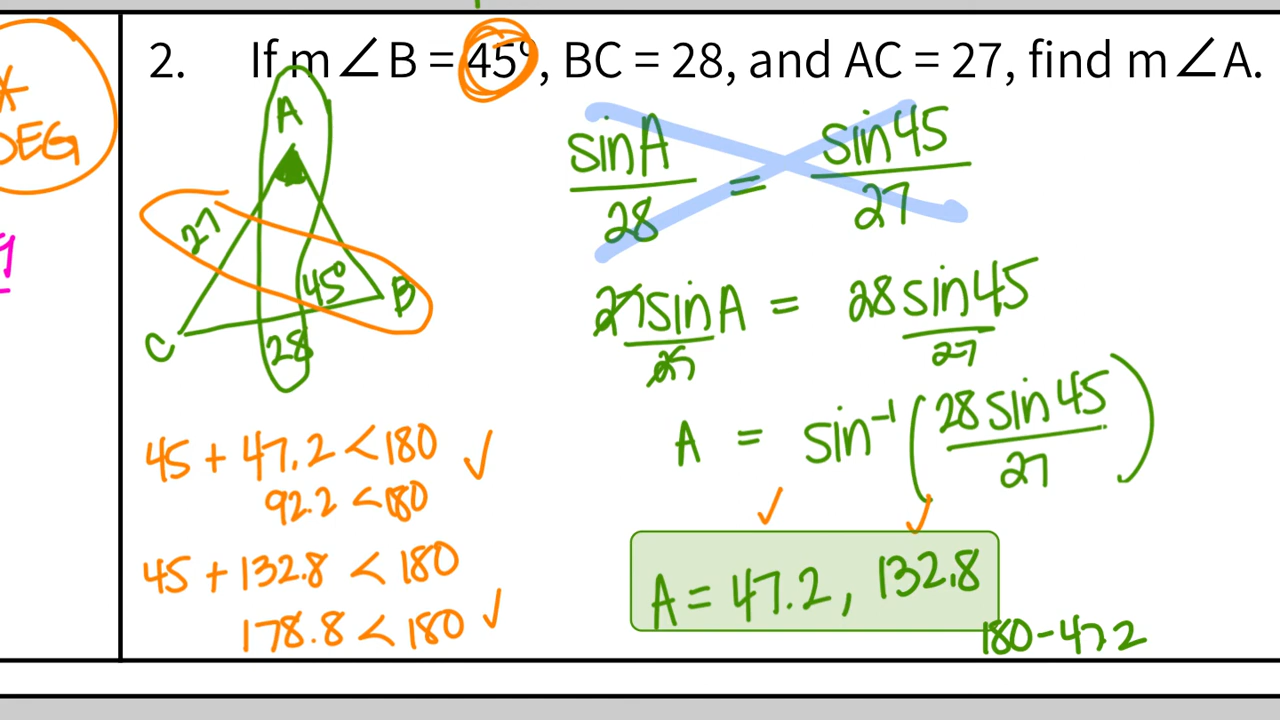 *
DEG
9
2. If m∠B = 45°, BC = 28, and AC = 27, find m∠A.
A
27
45°
B
C
28
sinA/28 = sin45/27
27sinA/27 = 28sin45/27
A = sin⁻¹(28sin45/27)
45 + 47.2 < 180 ✓
92.2 < 180
45 + 132.8 < 180
178.8 < 180 ✓
✓ ✓
A = 47.2, 132.8
180-47.2